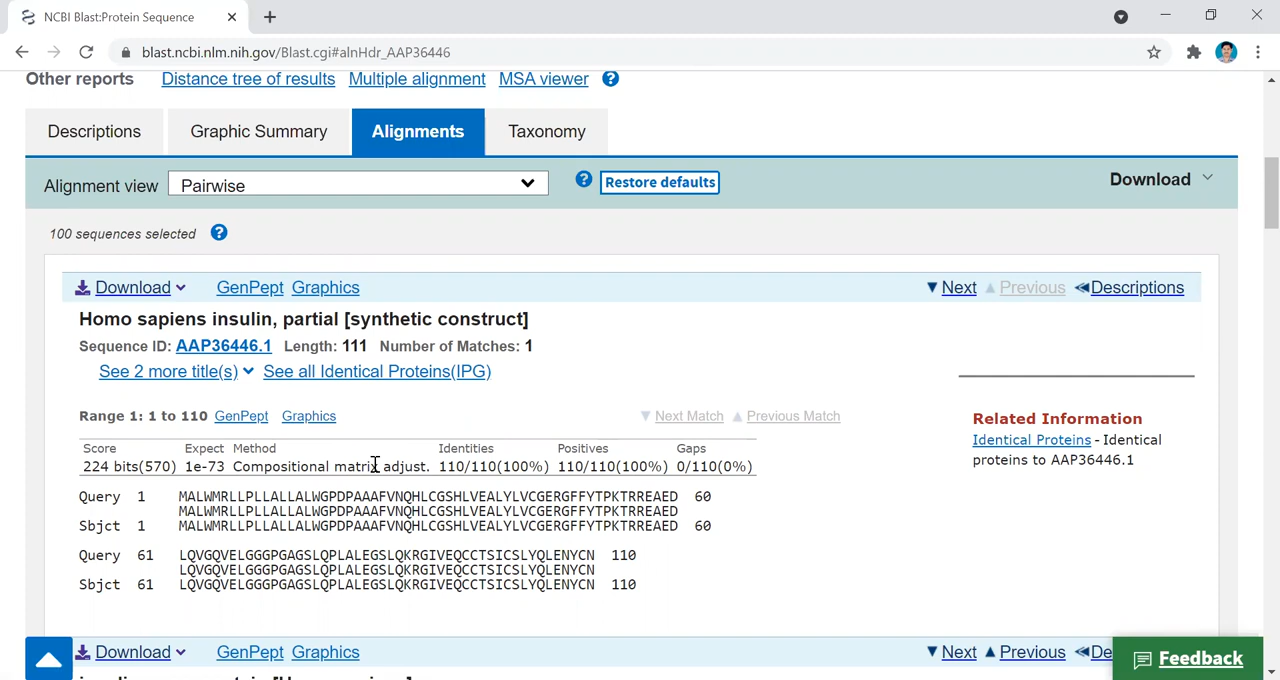 NCBI Blast:Protein Sequence
blast.ncbi.nlm.nih.gov/Blast.cgi#alnHdr_AAP36446
Other reports Distance tree of results Multiple alignment MSA viewer ?
Descriptions Graphic Summary Alignments Taxonomy
Alignment view Pairwise ? Restore defaults Download
100 sequences selected ?
Download GenPept Graphics Next Previous Descriptions
Homo sapiens insulin, partial [synthetic construct]
Sequence ID: AAP36446.1 Length: 111 Number of Matches: 1
See 2 more title(s) See all Identical Proteins(IPG)
Range 1: 1 to 110 GenPept Graphics Next Match Previous Match
Related Information
Identical Proteins - Identical
proteins to AAP36446.1
Score Expect Method Identities Positives Gaps
224 bits(570) 1e-73 Compositional matrix adjust. 110/110(100%) 110/110(100%) 0/110(0%)
Query 1 MALWMRLLPLLALLALWGPDPAAAFVNQHLCGSHLVEALYLVCGERGFFYTPKTRREAED 60
MALWMRLLPLLALLALWGPDPAAAFVNQHLCGSHLVEALYLVCGERGFFYTPKTRREAED
Sbjct 1 MALWMRLLPLLALLALWGPDPAAAFVNQHLCGSHLVEALYLVCGERGFFYTPKTRREAED 60
Query 61 LQVGQVELGGGPGAGSLQPLALEGSLQKRGIVEQCCTSICSLYQLENYCN 110
LQVGQVELGGGPGAGSLQPLALEGSLQKRGIVEQCCTSICSLYQLENYCN
Sbjct 61 LQVGQVELGGGPGAGSLQPLALEGSLQKRGIVEQCCTSICSLYQLENYCN 110
Download GenPept Graphics Next Previous De
Feedback